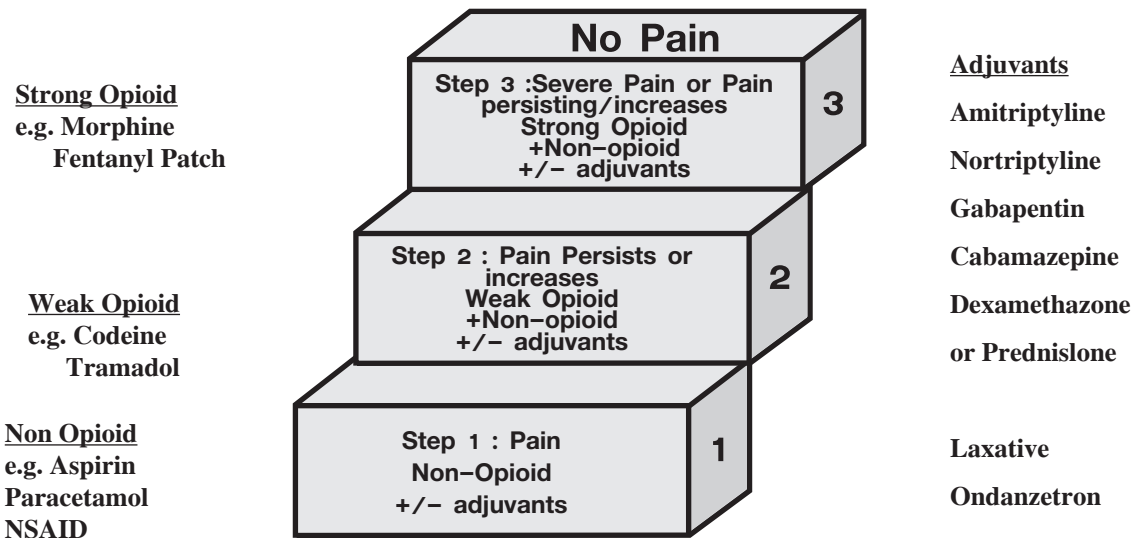 Strong Opioid
e.g. Morphine
Fentanyl Patch
Weak Opioid
e.g. Codeine
Tramadol
Non Opioid
e.g. Aspirin
Paracetamol
NSAID
No Pain
Step 3 :Severe Pain or Pain
persisting/increases
Strong Opioid
+Non-opioid
+/- adjuvants
3
Step 2 : Pain Persists or
increases
Weak Opioid
+Non-opioid
+/- adjuvants
2
Step 1 : Pain
Non-Opioid
+/- adjuvants
1
Adjuvants
Amitriptyline
Nortriptyline
Gabapentin
Cabamazepine
Dexamethazone
or Prednislone
Laxative
Ondanzetron